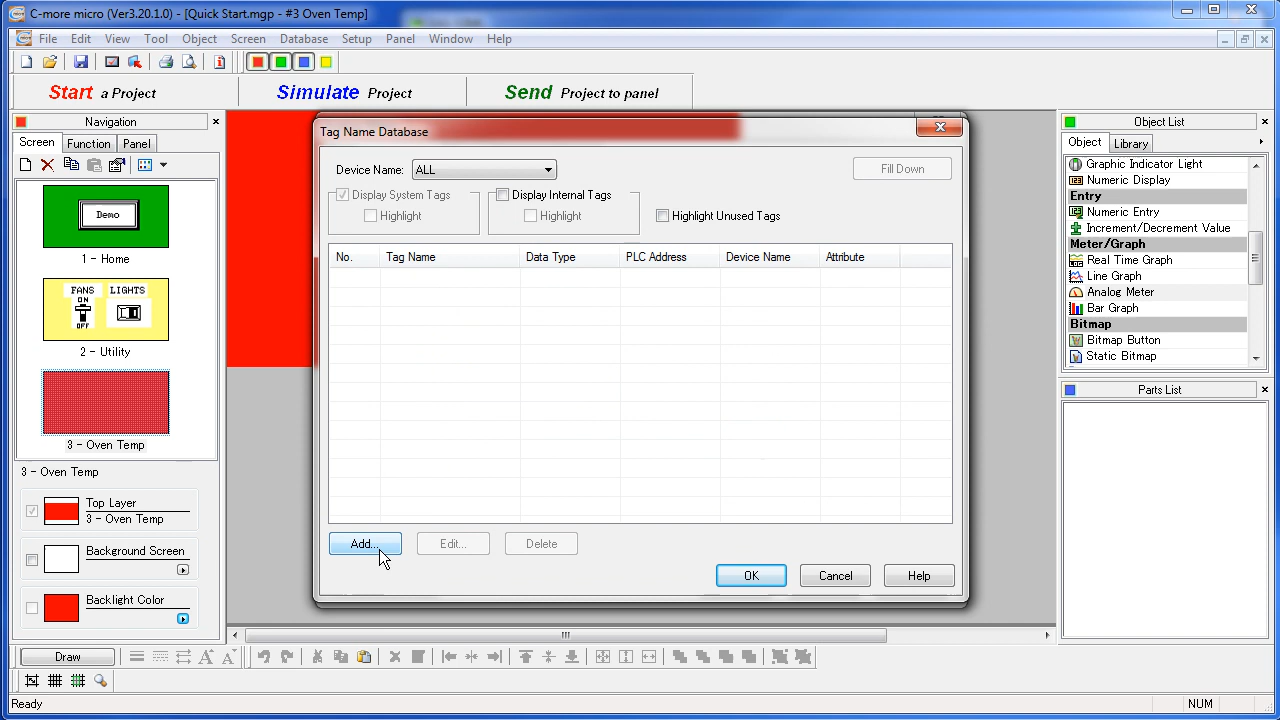 C-more micro (Ver3.20.1.0) - [Quick Start.mgp - #3 Oven Temp]
File Edit View Tool Object Screen Database Setup Panel Window Help
Start a Project
Simulate Project
Send Project to panel
Navigation
Screen Function Panel
Demo
1 - Home
FANS LIGHTS
ON
OFF
2 - Utility
3 - Oven Temp
3 - Oven Temp
Top Layer
3 - Oven Temp
Background Screen
Backlight Color
Tag Name Database
Device Name: ALL
Fill Down
Display System Tags
Highlight
Display Internal Tags
Highlight
Highlight Unused Tags
No. Tag Name Data Type PLC Address Device Name Attribute
Add... Edit... Delete
OK Cancel Help
Object List
Object Library
Graphic Indicator Light
Numeric Display
Entry
Numeric Entry
Increment/Decrement Value
Meter/Graph
Real Time Graph
Line Graph
Analog Meter
Bar Graph
Bitmap
Bitmap Button
Static Bitmap
Parts List
Draw
Ready
NUM